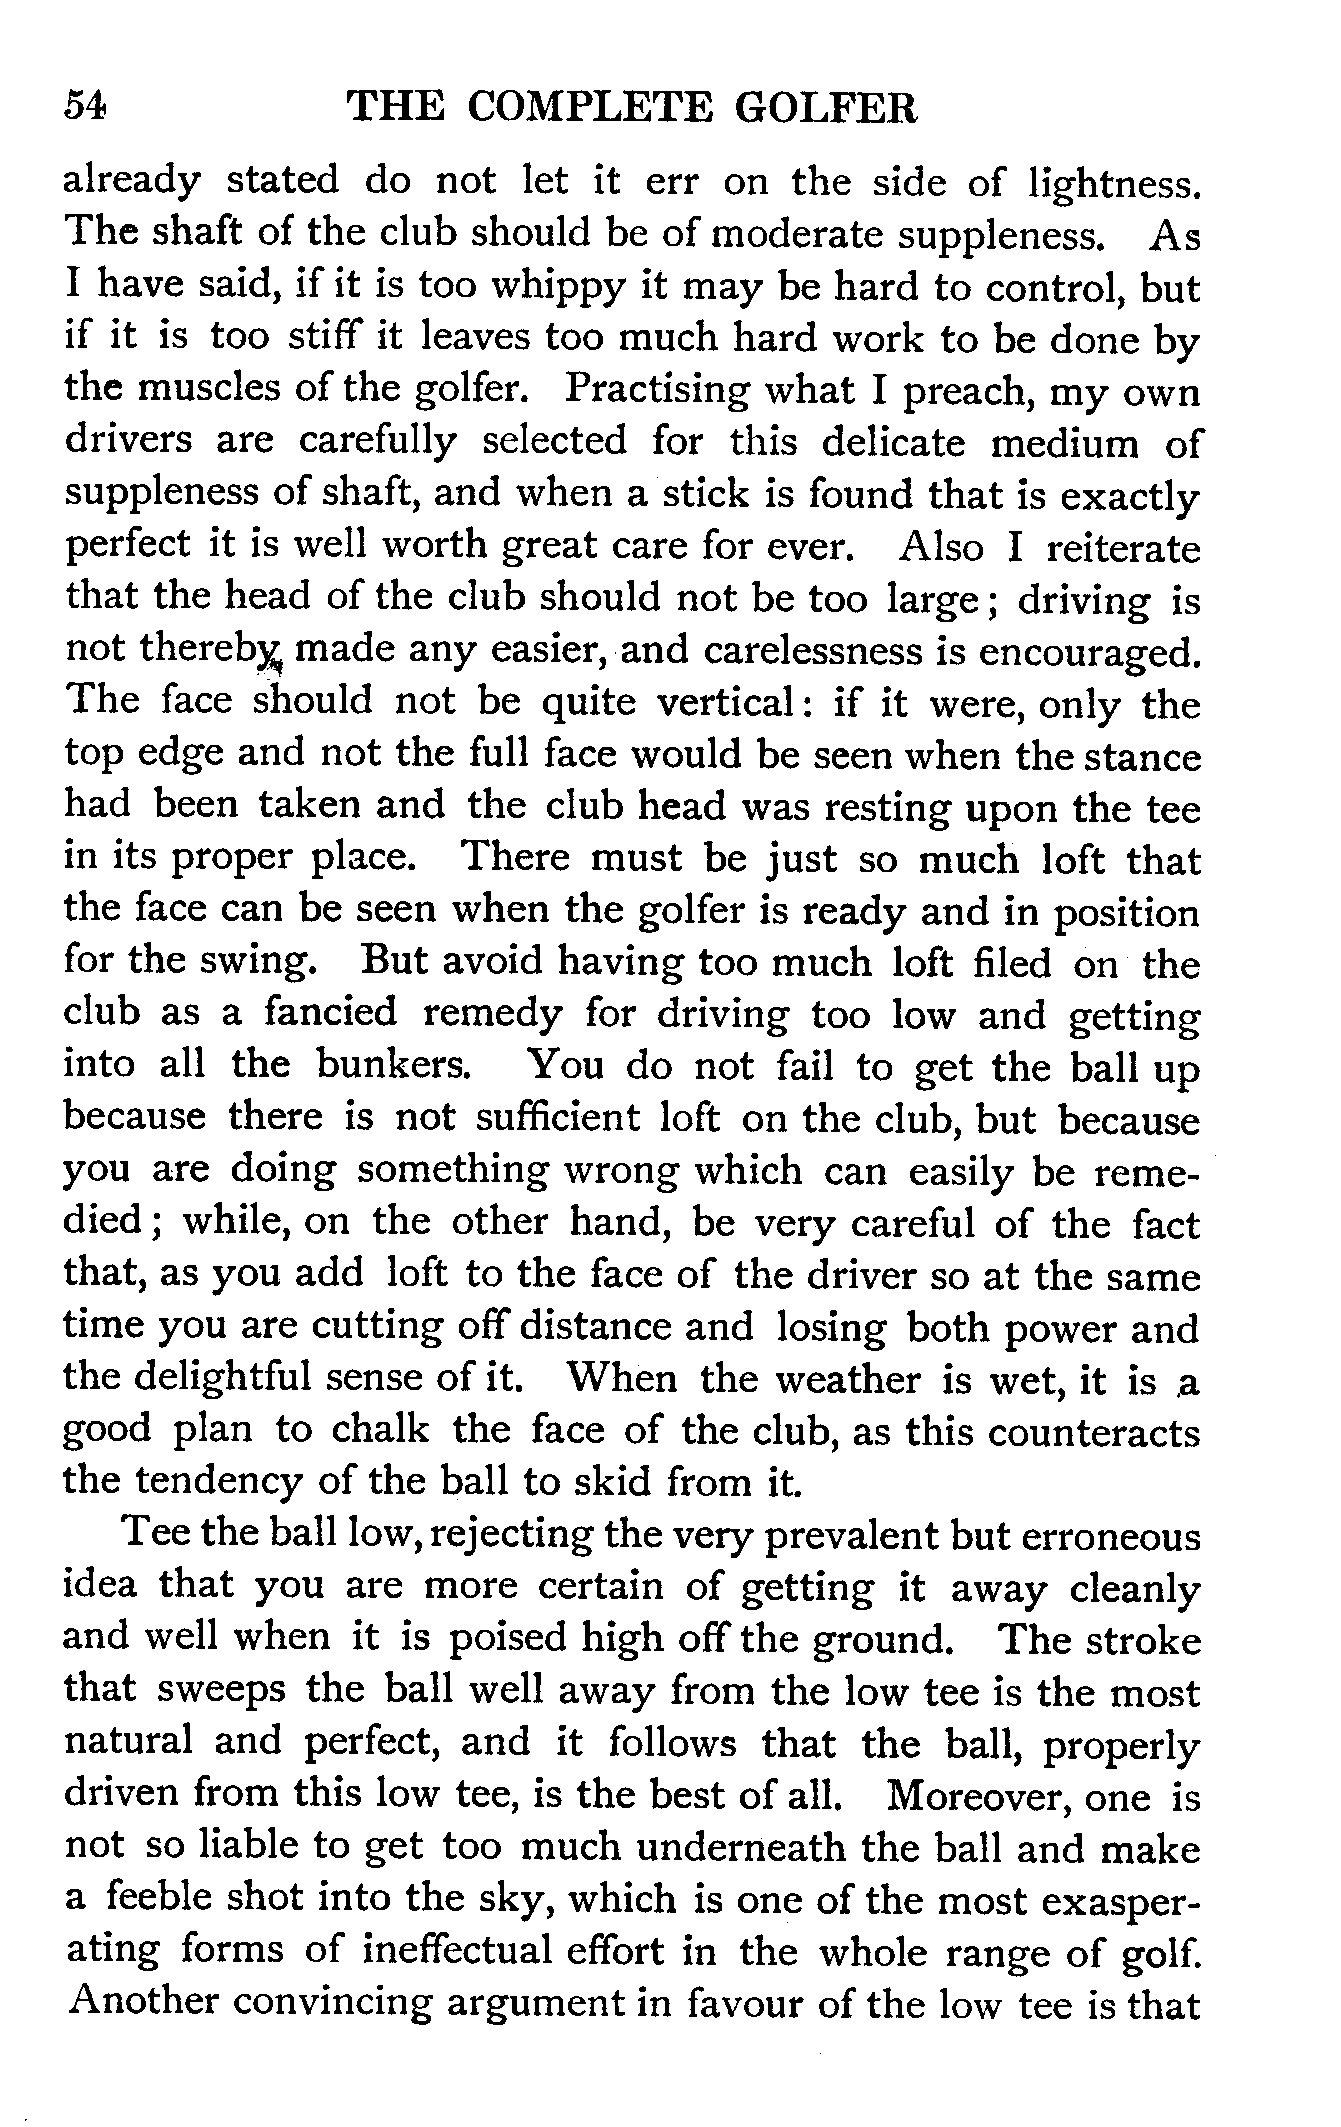 54 THE COMPLETE GOLFER
already stated do not let it err on the side of lightness.
The shaft of the club should be of moderate suppleness. As
I have said, if it is too whippy it may be hard to control, but
if it is too stiff it leaves too much hard work to be done by
the muscles of the golfer. Practising what I preach, my own
drivers are carefully selected for this delicate medium of
suppleness of shaft, and when a stick is found that is exactly
perfect it is well worth great care for ever. Also I reiterate
that the head of the club should not be too large; driving is
not thereby made any easier, and carelessness is encouraged.
The face should not be quite vertical: if it were, only the
top edge and not the full face would be seen when the stance
had been taken and the club head was resting upon the tee
in its proper place. There must be just so much loft that
the face can be seen when the golfer is ready and in position
for the swing. But avoid having too much loft filed on the
club as a fancied remedy for driving too low and getting
into all the bunkers. You do not fail to get the ball up
because there is not sufficient loft on the club, but because
you are doing something wrong which can easily be reme-
died; while, on the other hand, be very careful of the fact
that, as you add loft to the face of the driver so at the same
time you are cutting off distance and losing both power and
the delightful sense of it. When the weather is wet, it is a
good plan to chalk the face of the club, as this counteracts
the tendency of the ball to skid from it.
Tee the ball low, rejecting the very prevalent but erroneous
idea that you are more certain of getting it away cleanly
and well when it is poised high off the ground. The stroke
that sweeps the ball well away from the low tee is the most
natural and perfect, and it follows that the ball, properly
driven from this low tee, is the best of all. Moreover, one is
not so liable to get too much underneath the ball and make
a feeble shot into the sky, which is one of the most exasper-
ating forms of ineffectual effort in the whole range of golf.
Another convincing argument in favour of the low tee is that